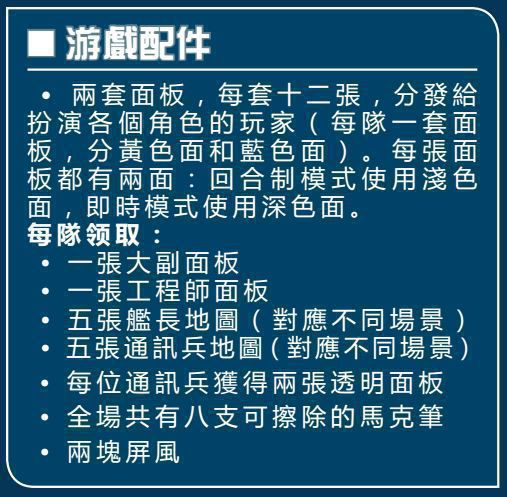 游戲配件
• 兩套面板，每套十二張，分發給
扮演各個角色的玩家（每隊一套面
板，分黃色面和藍色面）。每張面
板都有兩面：回合制模式使用淺色
面，即時模式使用深色面。
每隊领取：
• 一張大副面板
• 一張工程師面板
• 五張艦長地圖（對應不同場景）
• 五張通訊兵地圖（對應不同場景）
• 每位通訊兵獲得兩張透明面板
• 全場共有八支可擦除的馬克筆
• 兩塊屏風